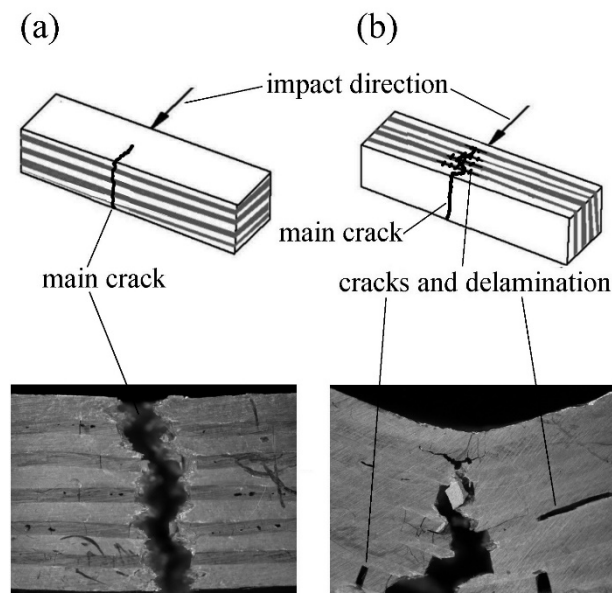 (a)
(b)
impact direction
main crack
main crack
cracks and delamination